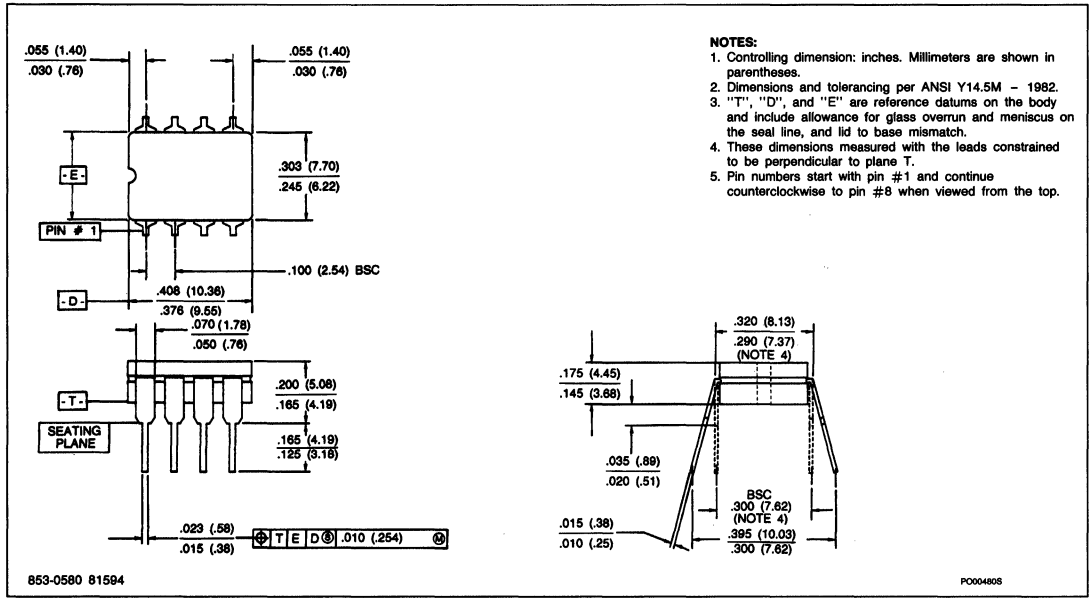 .055 (1.40)
.030 (.76)
.055 (1.40)
.030 (.76)
-E-
.303 (7.70)
.245 (6.22)
PIN # 1
.100 (2.54) BSC
-D-
.408 (10.36)
.376 (9.55)
.070 (1.78)
.050 (.76)
-T-
.200 (5.08)
.165 (4.19)
SEATING
PLANE
.165 (4.19)
.125 (3.18)
.023 (.58)
.015 (.38)
⌖ T E D Ⓢ .010 (.254) Ⓜ
853-0580 81594
NOTES:
1. Controlling dimension: inches. Millimeters are shown in
parentheses.
2. Dimensions and tolerancing per ANSI Y14.5M – 1982.
3. "T", "D", and "E" are reference datums on the body
and include allowance for glass overrun and meniscus on
the seal line, and lid to base mismatch.
4. These dimensions measured with the leads constrained
to be perpendicular to plane T.
5. Pin numbers start with pin #1 and continue
counterclockwise to pin #8 when viewed from the top.
.320 (8.13)
.290 (7.37)
(NOTE 4)
.175 (4.45)
.145 (3.68)
.035 (.89)
.020 (.51)
BSC
.300 (7.62)
(NOTE 4)
.015 (.38)
.010 (.25)
.395 (10.03)
.300 (7.62)
PO00480S